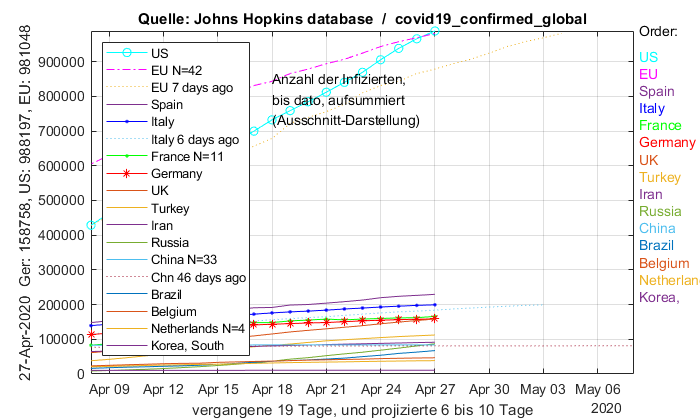 Quelle: Johns Hopkins database / covid19_confirmed_global
Order:
US
EU
Spain
Italy
France
Germany
UK
Turkey
Iran
Russia
China
Brazil
Belgium
Netherlan
Korea,
US
EU N=42
EU 7 days ago
Spain
Italy
Italy 6 days ago
France N=11
Germany
UK
Turkey
Iran
Russia
China N=33
Chn 46 days ago
Brazil
Belgium
Netherlands N=4
Korea, South
Anzahl der Infizierten,
bis dato, aufsummiert
(Ausschnitt-Darstellung)
27-Apr-2020 Ger: 158758, US: 988197, EU: 981048
900000
800000
700000
600000
500000
400000
300000
200000
100000
0
Apr 09 Apr 12 Apr 15 Apr 18 Apr 21 Apr 24 Apr 27 Apr 30 May 03 May 06
2020
vergangene 19 Tage, und projizierte 6 bis 10 Tage